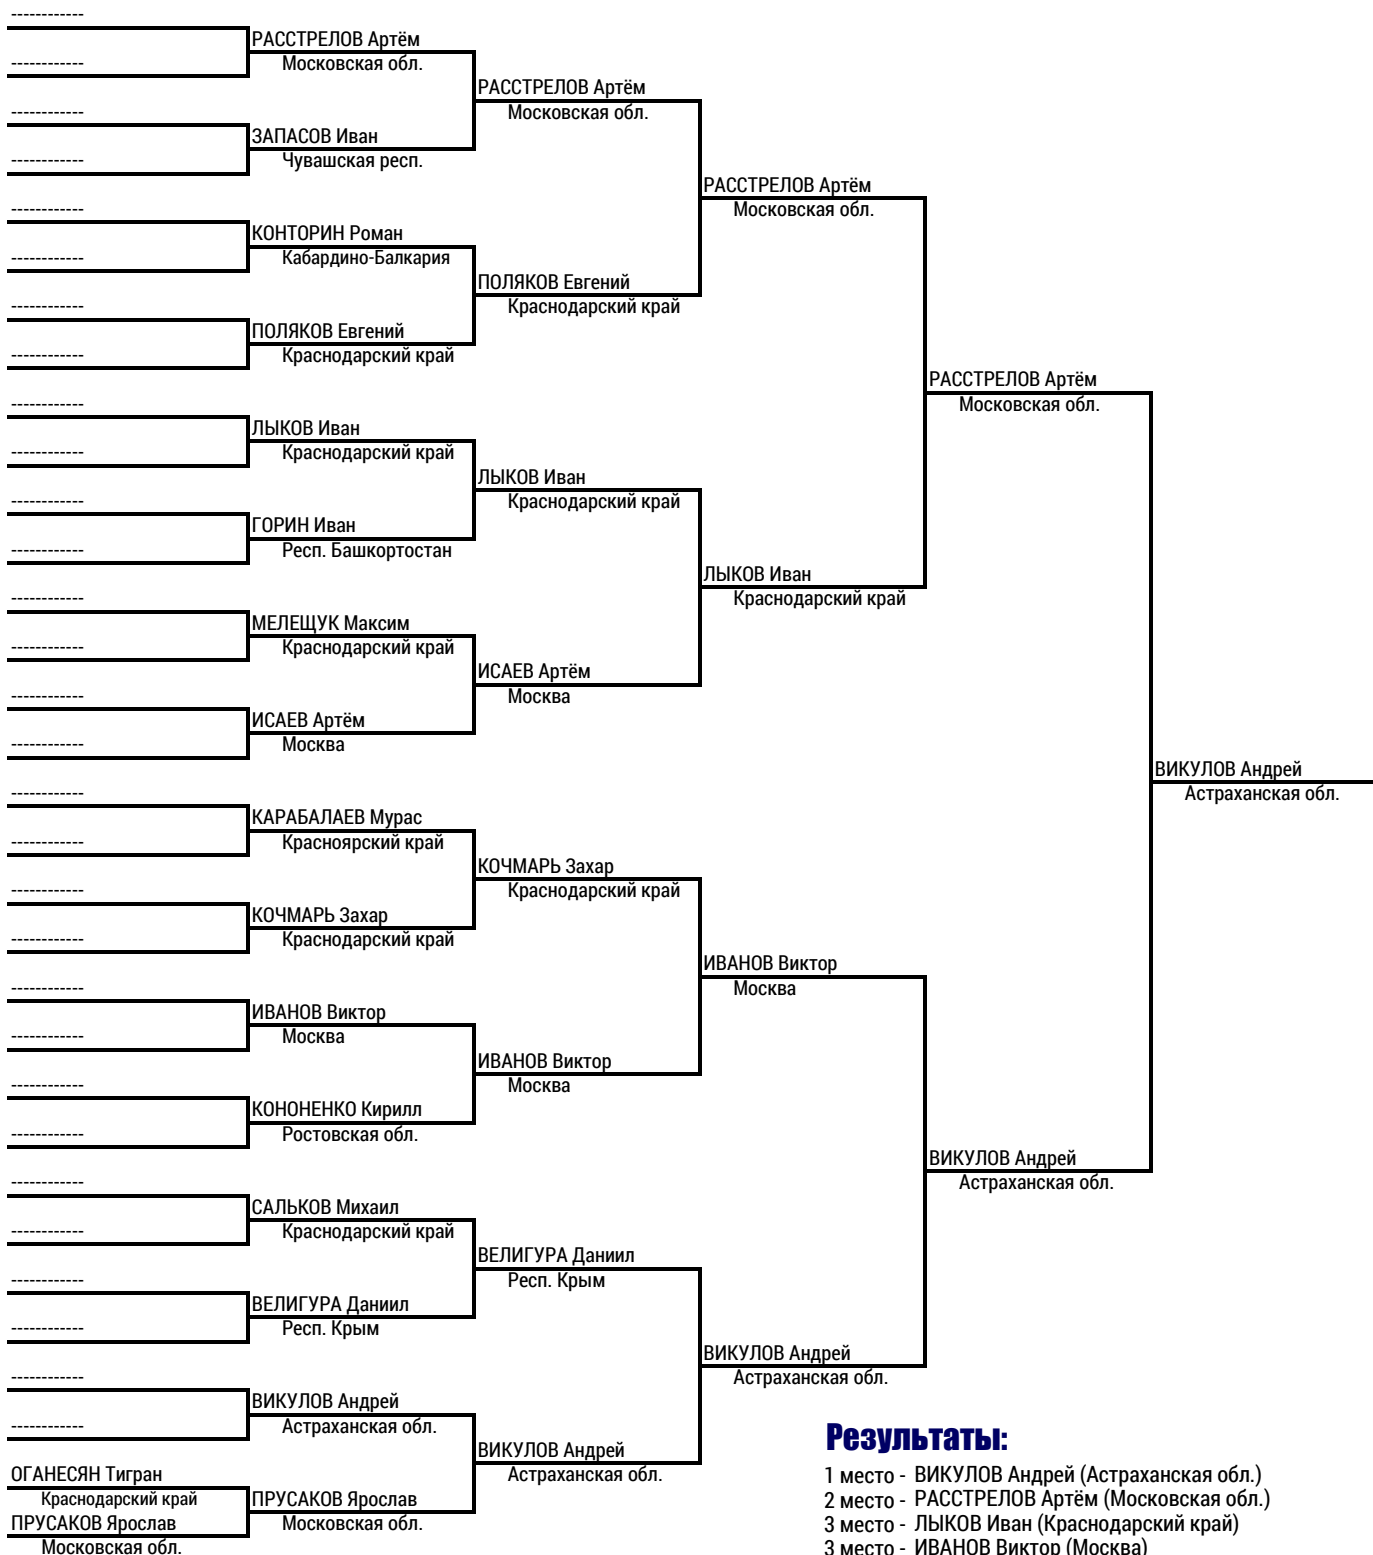 ------------
------------
РАССТРЕЛОВ Артём
Московская обл.
------------
------------
ЗАПАСОВ Иван
Чувашская респ.
------------
------------
КОНТОРИН Роман
Кабардино-Балкария
------------
------------
ПОЛЯКОВ Евгений
Краснодарский край
------------
------------
ЛЫКОВ Иван
Краснодарский край
------------
------------
ГОРИН Иван
Респ. Башкортостан
------------
------------
МЕЛЕЩУК Максим
Краснодарский край
------------
------------
ИСАЕВ Артём
Москва
------------
------------
КАРАБАЛАЕВ Мурас
Красноярский край
------------
------------
КОЧМАРЬ Захар
Краснодарский край
------------
------------
ИВАНОВ Виктор
Москва
------------
------------
КОНОНЕНКО Кирилл
Ростовская обл.
------------
------------
САЛЬКОВ Михаил
Краснодарский край
------------
------------
ВЕЛИГУРА Даниил
Респ. Крым
------------
------------
ВИКУЛОВ Андрей
Астраханская обл.
ОГАНЕСЯН Тигран
Краснодарский край
ПРУСАКОВ Ярослав
Московская обл.
ПРУСАКОВ Ярослав
Московская обл.
РАССТРЕЛОВ Артём
Московская обл.
ПОЛЯКОВ Евгений
Краснодарский край
ЛЫКОВ Иван
Краснодарский край
ИСАЕВ Артём
Москва
КОЧМАРЬ Захар
Краснодарский край
ИВАНОВ Виктор
Москва
ВЕЛИГУРА Даниил
Респ. Крым
ВИКУЛОВ Андрей
Астраханская обл.
РАССТРЕЛОВ Артём
Московская обл.
ЛЫКОВ Иван
Краснодарский край
ИВАНОВ Виктор
Москва
ВИКУЛОВ Андрей
Астраханская обл.
РАССТРЕЛОВ Артём
Московская обл.
ВИКУЛОВ Андрей
Астраханская обл.
ВИКУЛОВ Андрей
Астраханская обл.
Результаты:
1 место - ВИКУЛОВ Андрей (Астраханская обл.)
2 место - РАССТРЕЛОВ Артём (Московская обл.)
3 место - ЛЫКОВ Иван (Краснодарский край)
3 место - ИВАНОВ Виктор (Москва)